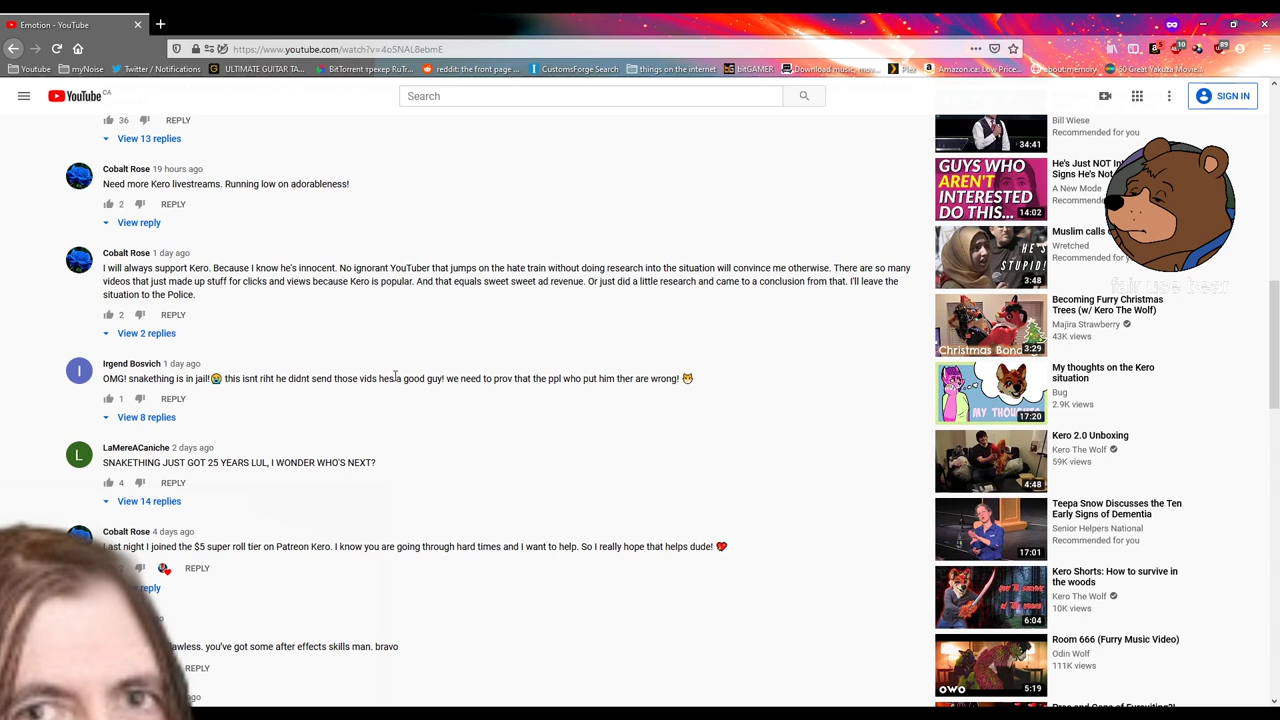 Emotion - YouTube
https://www.youtube.com/watch?v=4o5NAL8ebmE
Youtube
myNoise
Twitter / Notifications
ULTIMATE GUITAR TA...
BitTorrent трекер RuT...
reddit: the front page ...
CustomsForge Search
things on the internet
bitGAMER
Download music, mov...
Plex
Amazon.ca: Low Price...
about:memory
50 Great Yakuza Movie...
YouTube CA
Search
SIGN IN
36 REPLY
View 13 replies
Cobalt Rose 19 hours ago
Need more Kero livestreams. Running low on adorableness!
2 REPLY
View reply
Cobalt Rose 1 day ago
I will always support Kero. Because I know he's innocent. No ignorant YouTuber that jumps on the hate train without doing research into the situation will convince me otherwise. There are so many
videos that just made up stuff for clicks and views because Kero is popular. And that equals sweet sweet ad revenue. Or just did a little research and came to a conclusion from that. I'll leave the
situation to the Police.
2 REPLY
View 2 replies
Irgend Bosvich 1 day ago
OMG! snakething is in jail!😭 this isnt riht he didnt send those vids hes a good guy! we need to prov that the ppl who put him ther are wrong! 😿
1 REPLY
View 8 replies
LaMereACaniche 2 days ago
SNAKETHING JUST GOT 25 YEARS LUL, I WONDER WHO'S NEXT?
4 REPLY
View 14 replies
Cobalt Rose 4 days ago
Last night I joined the $5 super roll tier on Patreon Kero. I know you are going through hard times and I want to help. So I really hope that helps dude! 💖
REPLY
reply
you've got some after effects skills man. bravo
REPLY
ago
34:41
Bill Wiese
Recommended for you
GUYS WHO
AREN'T
INTERESTED
DO THIS...
14:02
He's Just NOT
Signs He's Not
A New Mode
HE'S
STUPID!
3:48
Muslim calls
Wretched
Recommended for
fair use bear
Christmas
3:29
Becoming Furry Christmas
Trees (w/ Kero The Wolf)
Majira Strawberry
43K views
MY THOUGHTS
17:20
My thoughts on the Kero
situation
Bug
2.9K views
4:48
Kero 2.0 Unboxing
Kero The Wolf
59K views
17:01
Teepa Snow Discusses the Ten
Early Signs of Dementia
Senior Helpers National
Recommended for you
6:04
Kero Shorts: How to survive in
the woods
Kero The Wolf
10K views
OWO
5:19
Room 666 (Furry Music Video)
Odin Wolf
111K views